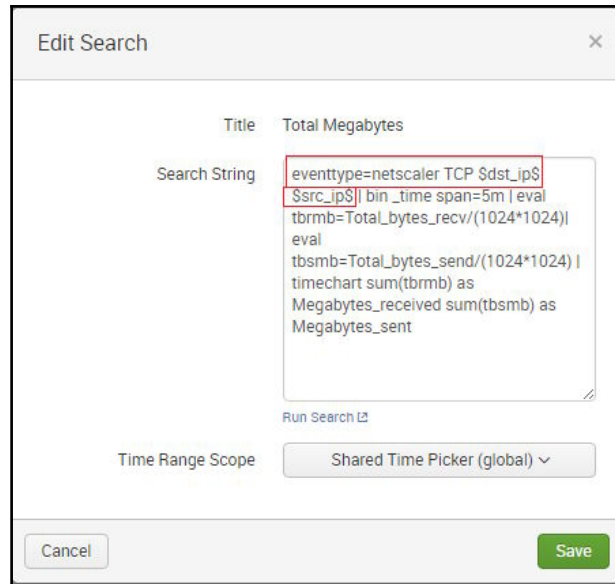 Edit Search
×
Title Total Megabytes
Search String
eventtype=netscaler TCP $dst_ip$
$src_ip$ | bin _time span=5m | eval
tbrmb=Total_bytes_recv/(1024*1024)|
eval
tbsmb=Total_bytes_send/(1024*1024) |
timechart sum(tbrmb) as
Megabytes_received sum(tbsmb) as
Megabytes_sent
Run Search
Time Range Scope Shared Time Picker (global)
Cancel Save